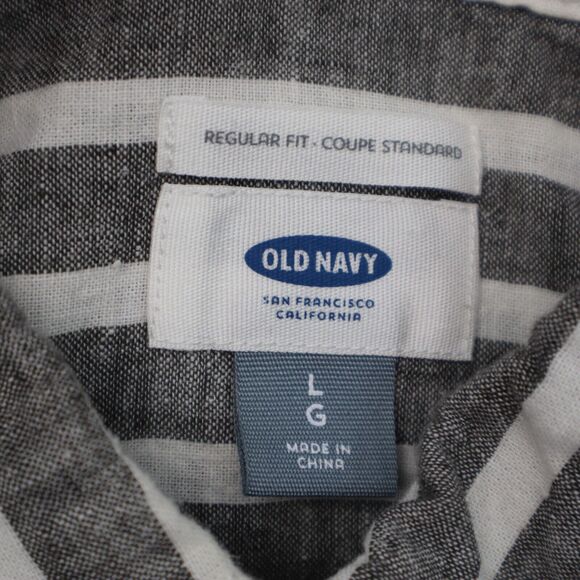 REGULAR FIT · COUPE STANDARD
OLD NAVY
SAN FRANCISCO
CALIFORNIA
L
G
MADE IN
CHINA